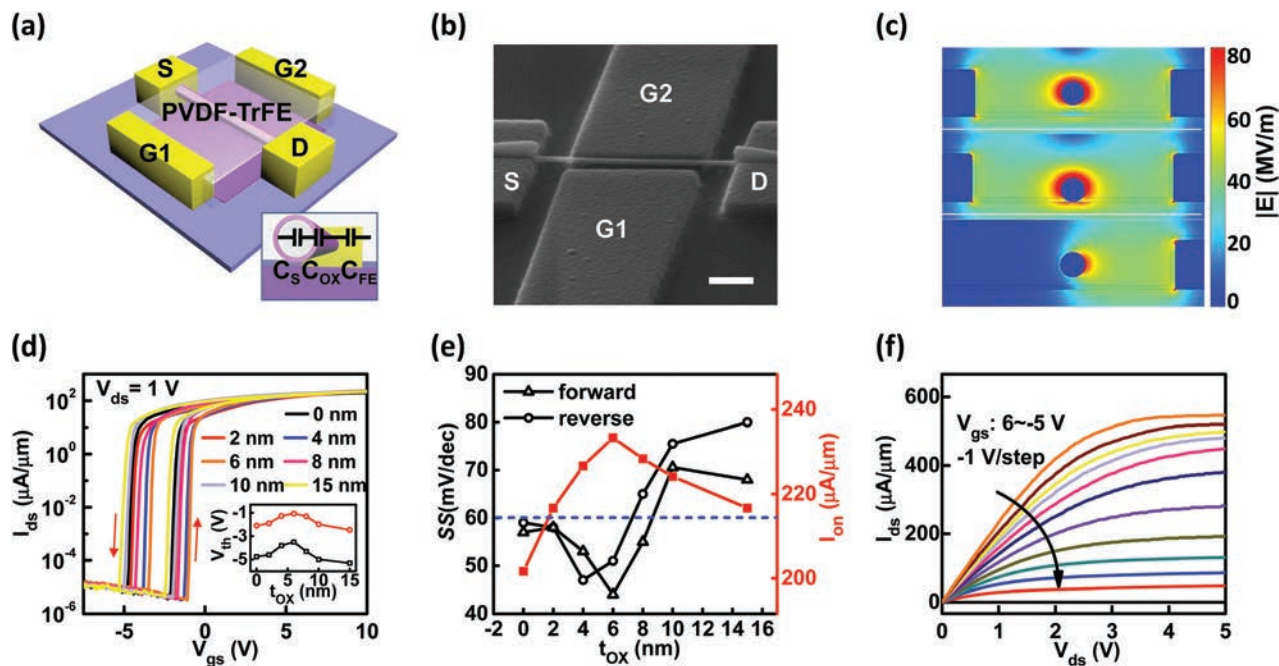 (a)
S
G2
PVDF-TrFE
G1
D
C_S C_OX C_FE
(b)
G2
S
D
G1
(c)
80
60
40
20
0
|E| (MV/m)
(d)
V_ds = 1 V
0 nm
2 nm
4 nm
6 nm
8 nm
10 nm
15 nm
10^2
10^0
10^-2
10^-4
10^-6
I_ds (μA/μm)
-5
0
5
10
V_gs (V)
-1
-3
-5
V_th (V)
0
5
10
15
t_OX (nm)
(e)
90
80
70
60
50
40
SS(mV/dec)
forward
reverse
240
220
200
I_on (μA/μm)
-2 0 2 4 6 8 10 12 14 16
t_OX (nm)
(f)
600
400
200
0
I_ds (μA/μm)
V_gs: 6~-5 V
-1 V/step
0
1
2
3
4
5
V_ds (V)